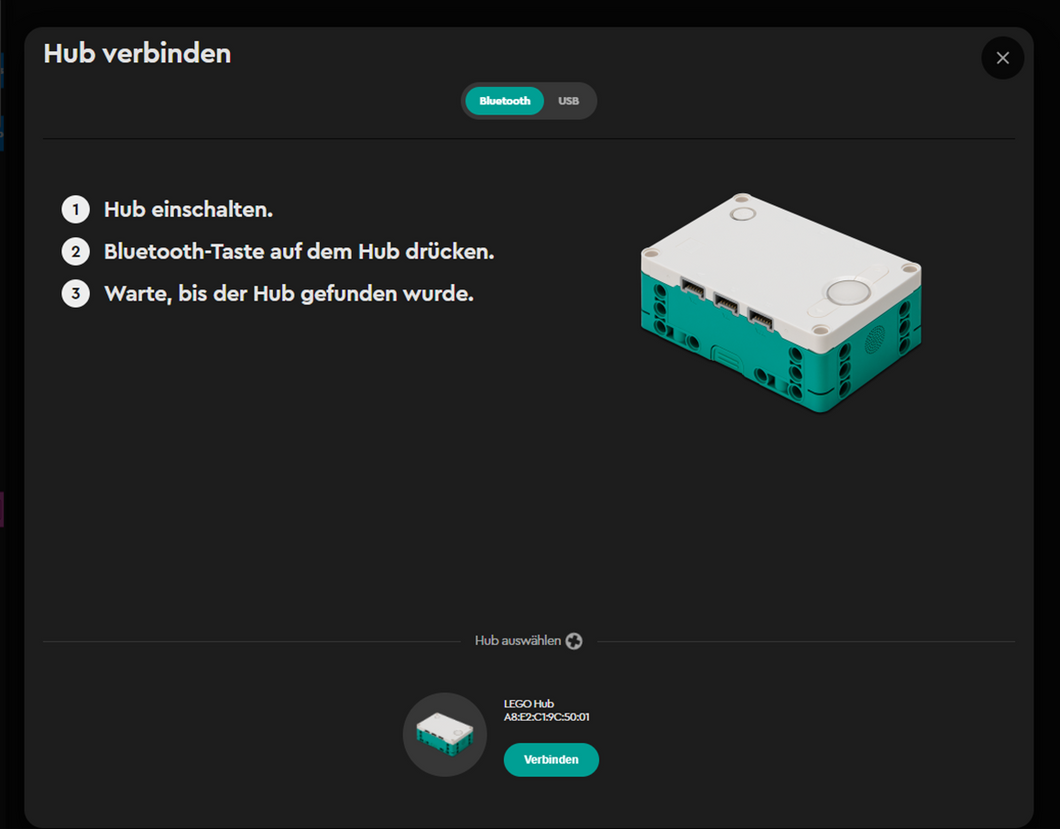 Hub verbinden
Bluetooth
USB
1 Hub einschalten.
2 Bluetooth-Taste auf dem Hub drücken.
3 Warte, bis der Hub gefunden wurde.
Hub auswählen
LEGO Hub
A8:E2:C1:9C:50:01
Verbinden